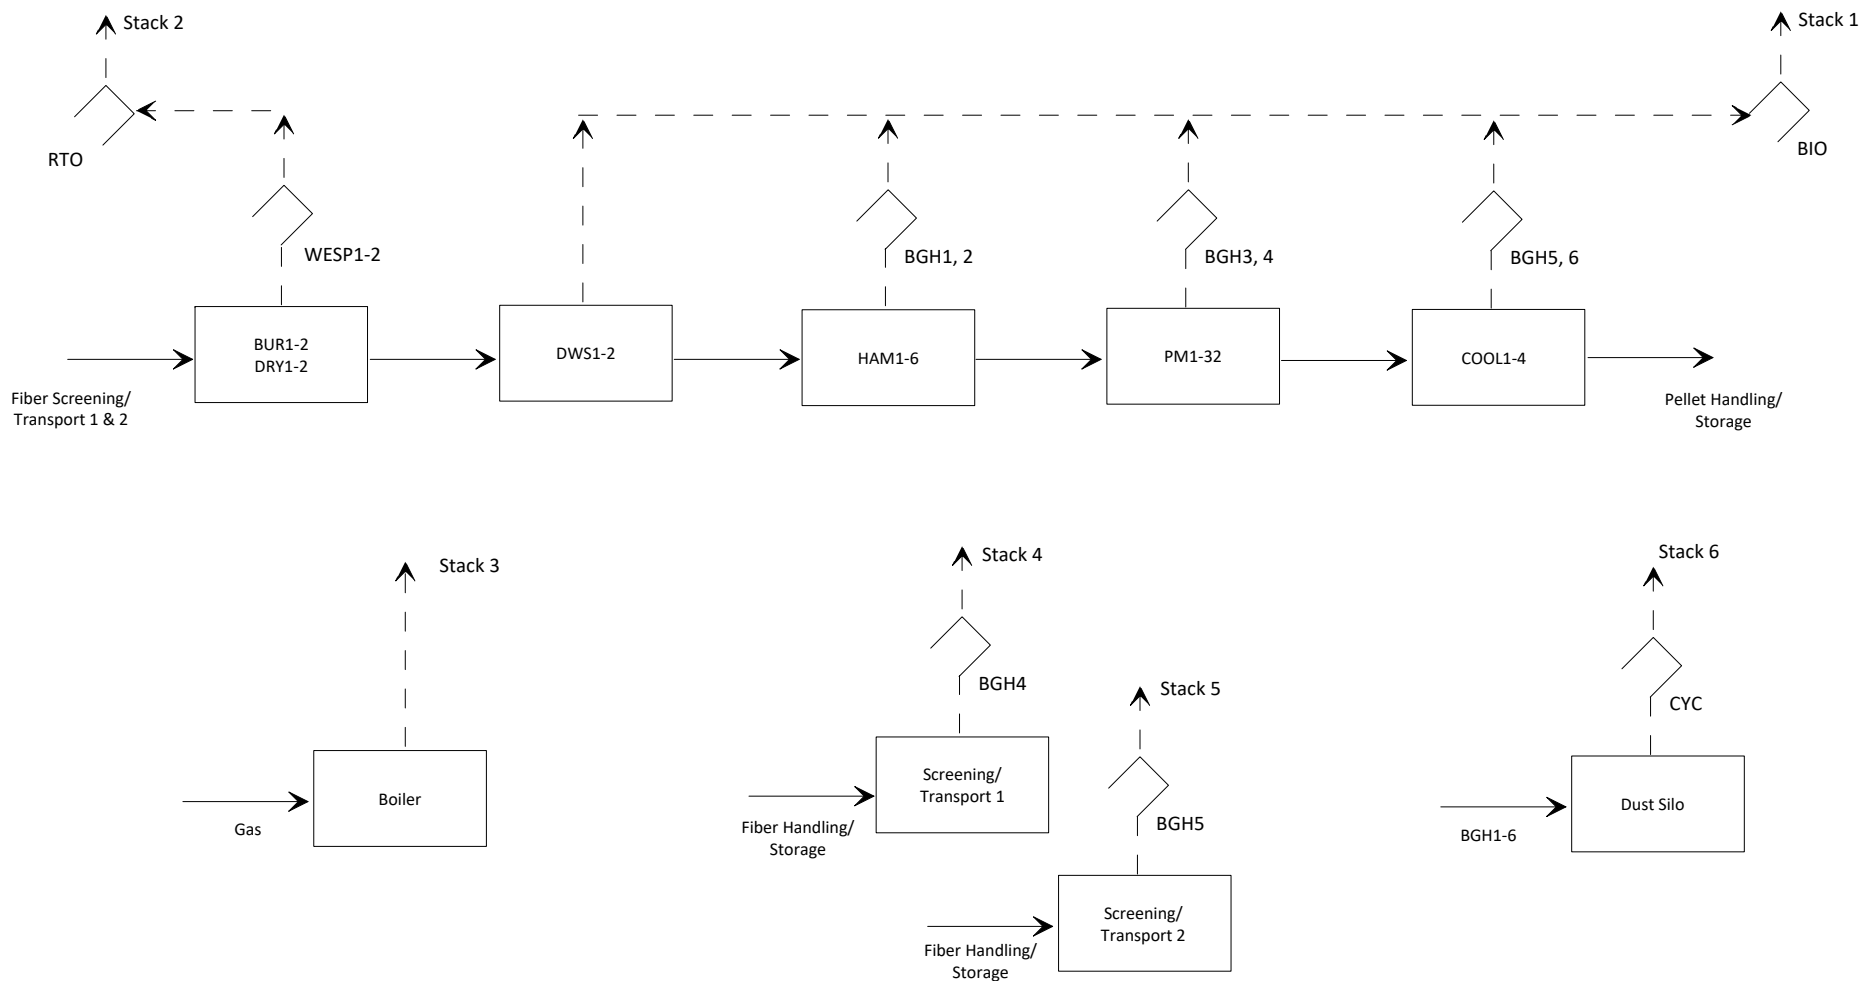 Stack 2
Stack 1
RTO
BIO
WESP1-2
BGH1, 2
BGH3, 4
BGH5, 6
BUR1-2
DRY1-2
DWS1-2
HAM1-6
PM1-32
COOL1-4
Fiber Screening/
Transport 1 & 2
Pellet Handling/
Storage
Stack 3
Stack 4
Stack 6
BGH4
Stack 5
CYC
Boiler
Gas
Screening/
Transport 1
Fiber Handling/
Storage
BGH5
Dust Silo
BGH1-6
Screening/
Transport 2
Fiber Handling/
Storage